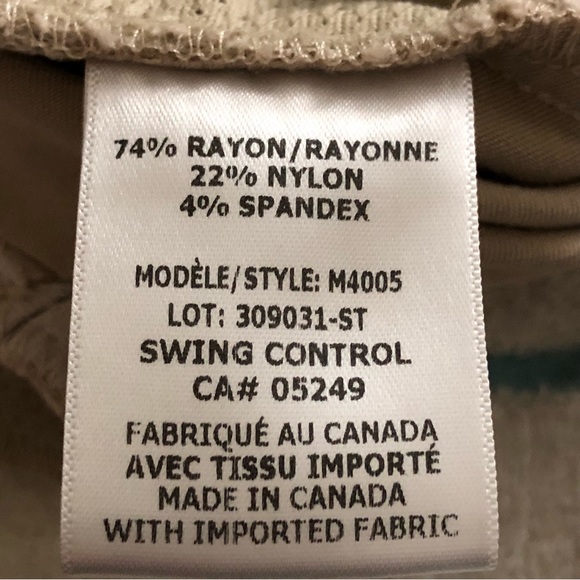 74% RAYON/RAYONNE
22% NYLON
4% SPANDEX
MODÈLE/STYLE: M4005
LOT: 309031-ST
SWING CONTROL
CA# 05249
FABRIQUÉ AU CANADA
AVEC TISSU IMPORTÉ
MADE IN CANADA
WITH IMPORTED FABRIC